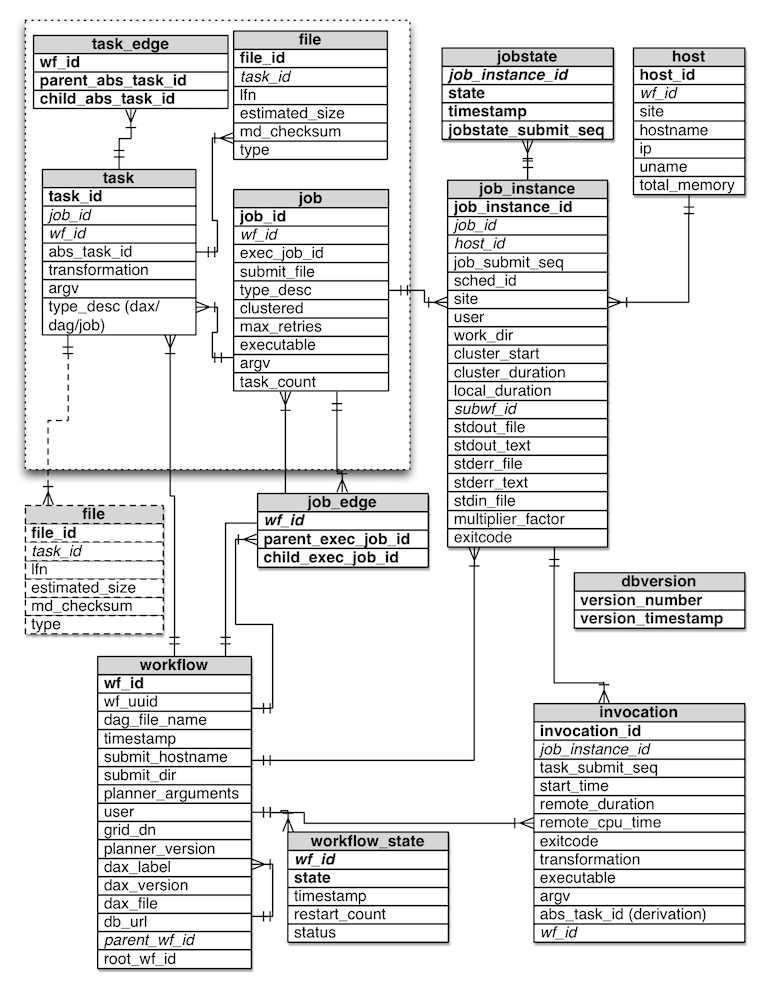 task_edge
wf_id
parent_abs_task_id
child_abs_task_id
file
file_id
task_id
lfn
estimated_size
md_checksum
type
jobstate
job_instance_id
state
timestamp
jobstate_submit_seq
host
host_id
wf_id
site
hostname
ip
uname
total_memory
task
task_id
job_id
wf_id
abs_task_id
transformation
argv
type_desc (dax/
dag/job)
job
job_id
wf_id
exec_job_id
submit_file
type_desc
clustered
max_retries
executable
argv
task_count
job_instance
job_instance_id
job_id
host_id
job_submit_seq
sched_id
site
user
work_dir
cluster_start
cluster_duration
local_duration
subwf_id
stdout_file
stdout_text
stderr_file
stderr_text
stdin_file
multiplier_factor
exitcode
file
file_id
task_id
lfn
estimated_size
md_checksum
type
job_edge
wf_id
parent_exec_job_id
child_exec_job_id
dbversion
version_number
version_timestamp
workflow
wf_id
wf_uuid
dag_file_name
timestamp
submit_hostname
submit_dir
planner_arguments
user
grid_dn
planner_version
dax_label
dax_version
dax_file
db_url
parent_wf_id
root_wf_id
workflow_state
wf_id
state
timestamp
restart_count
status
invocation
invocation_id
job_instance_id
task_submit_seq
start_time
remote_duration
remote_cpu_time
exitcode
transformation
executable
argv
abs_task_id (derivation)
wf_id